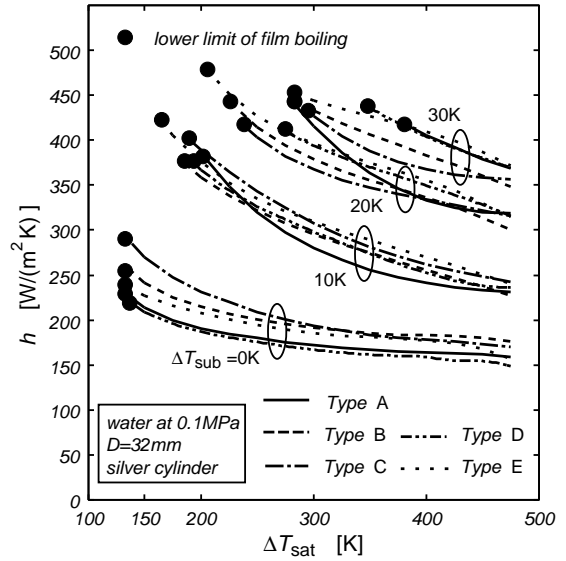 500
450
400
350
300
250
200
150
100
50
0
h [W/(m² K) ]
lower limit of film boiling
30K
20K
10K
ΔTsub =0K
water at 0.1MPa
D=32mm
silver cylinder
Type A
Type B
Type C
Type D
Type E
100 150 200 300 400 500
ΔTsat [K]